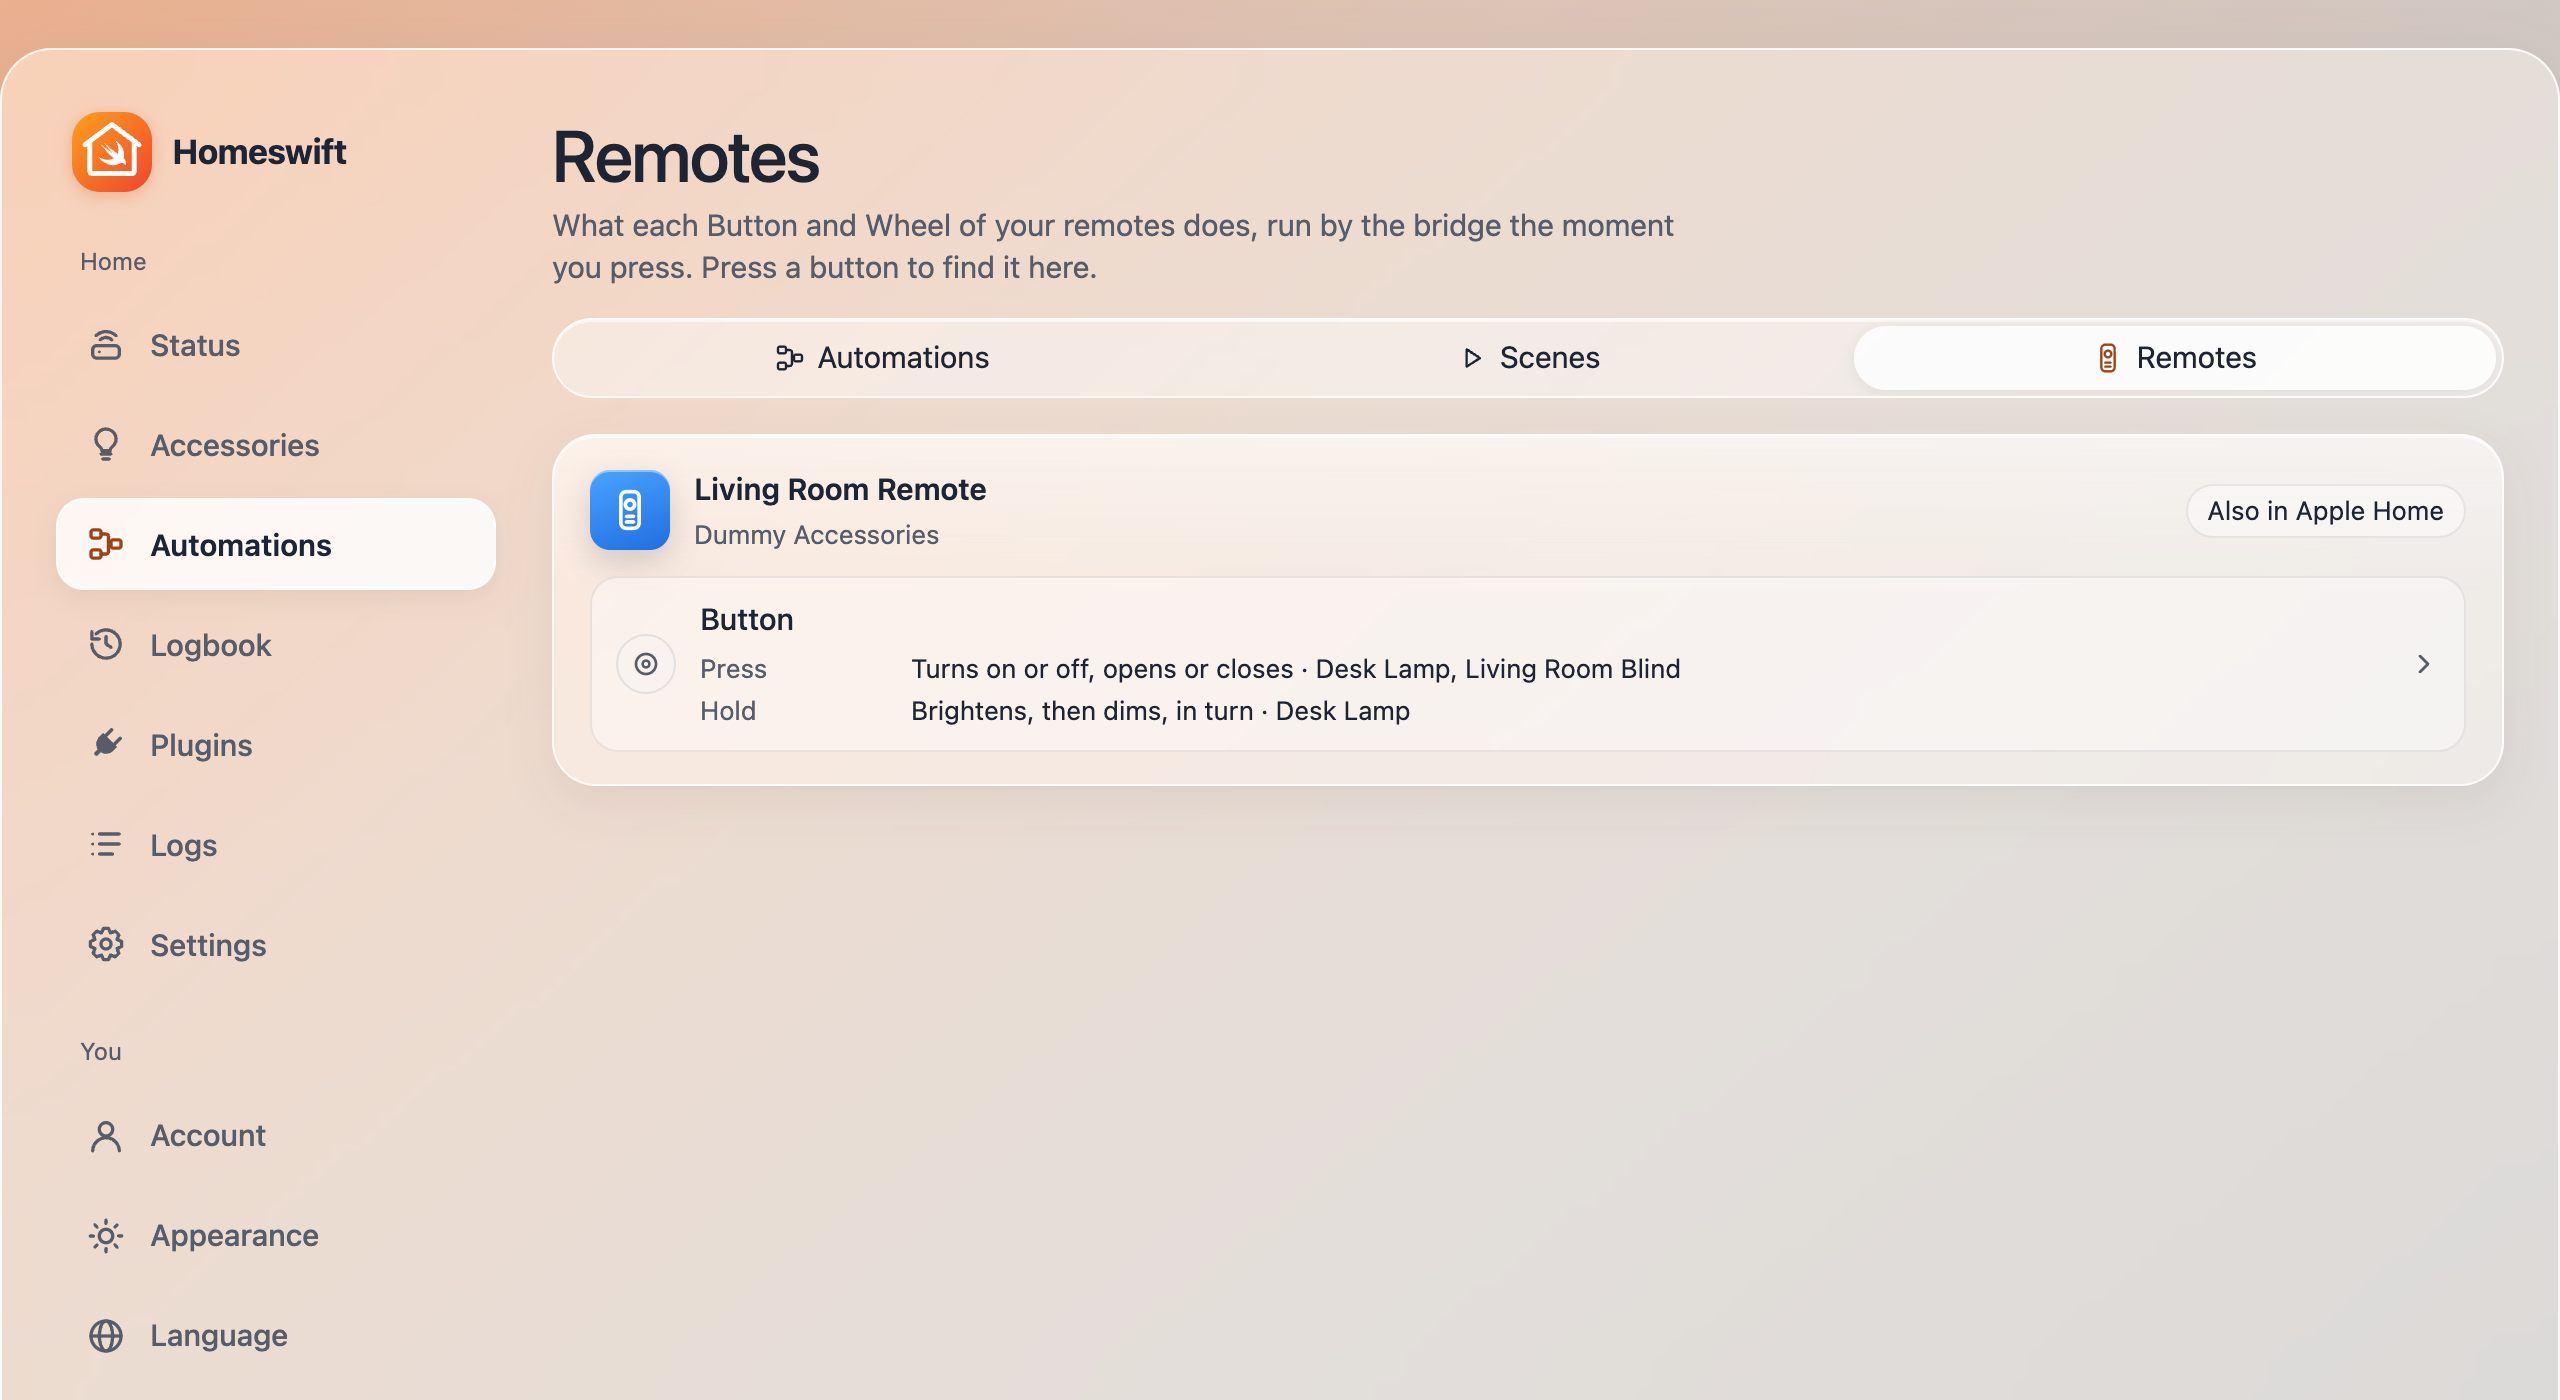 Homeswift
Home
Status
Accessories
Automations
Logbook
Plugins
Logs
Settings
You
Account
Appearance
Language
Remotes
What each Button and Wheel of your remotes does, run by the bridge the moment
you press. Press a button to find it here.
Automations
Scenes
Remotes
Living Room Remote
Dummy Accessories
Also in Apple Home
Button
Press Turns on or off, opens or closes · Desk Lamp, Living Room Blind
Hold Brightens, then dims, in turn · Desk Lamp